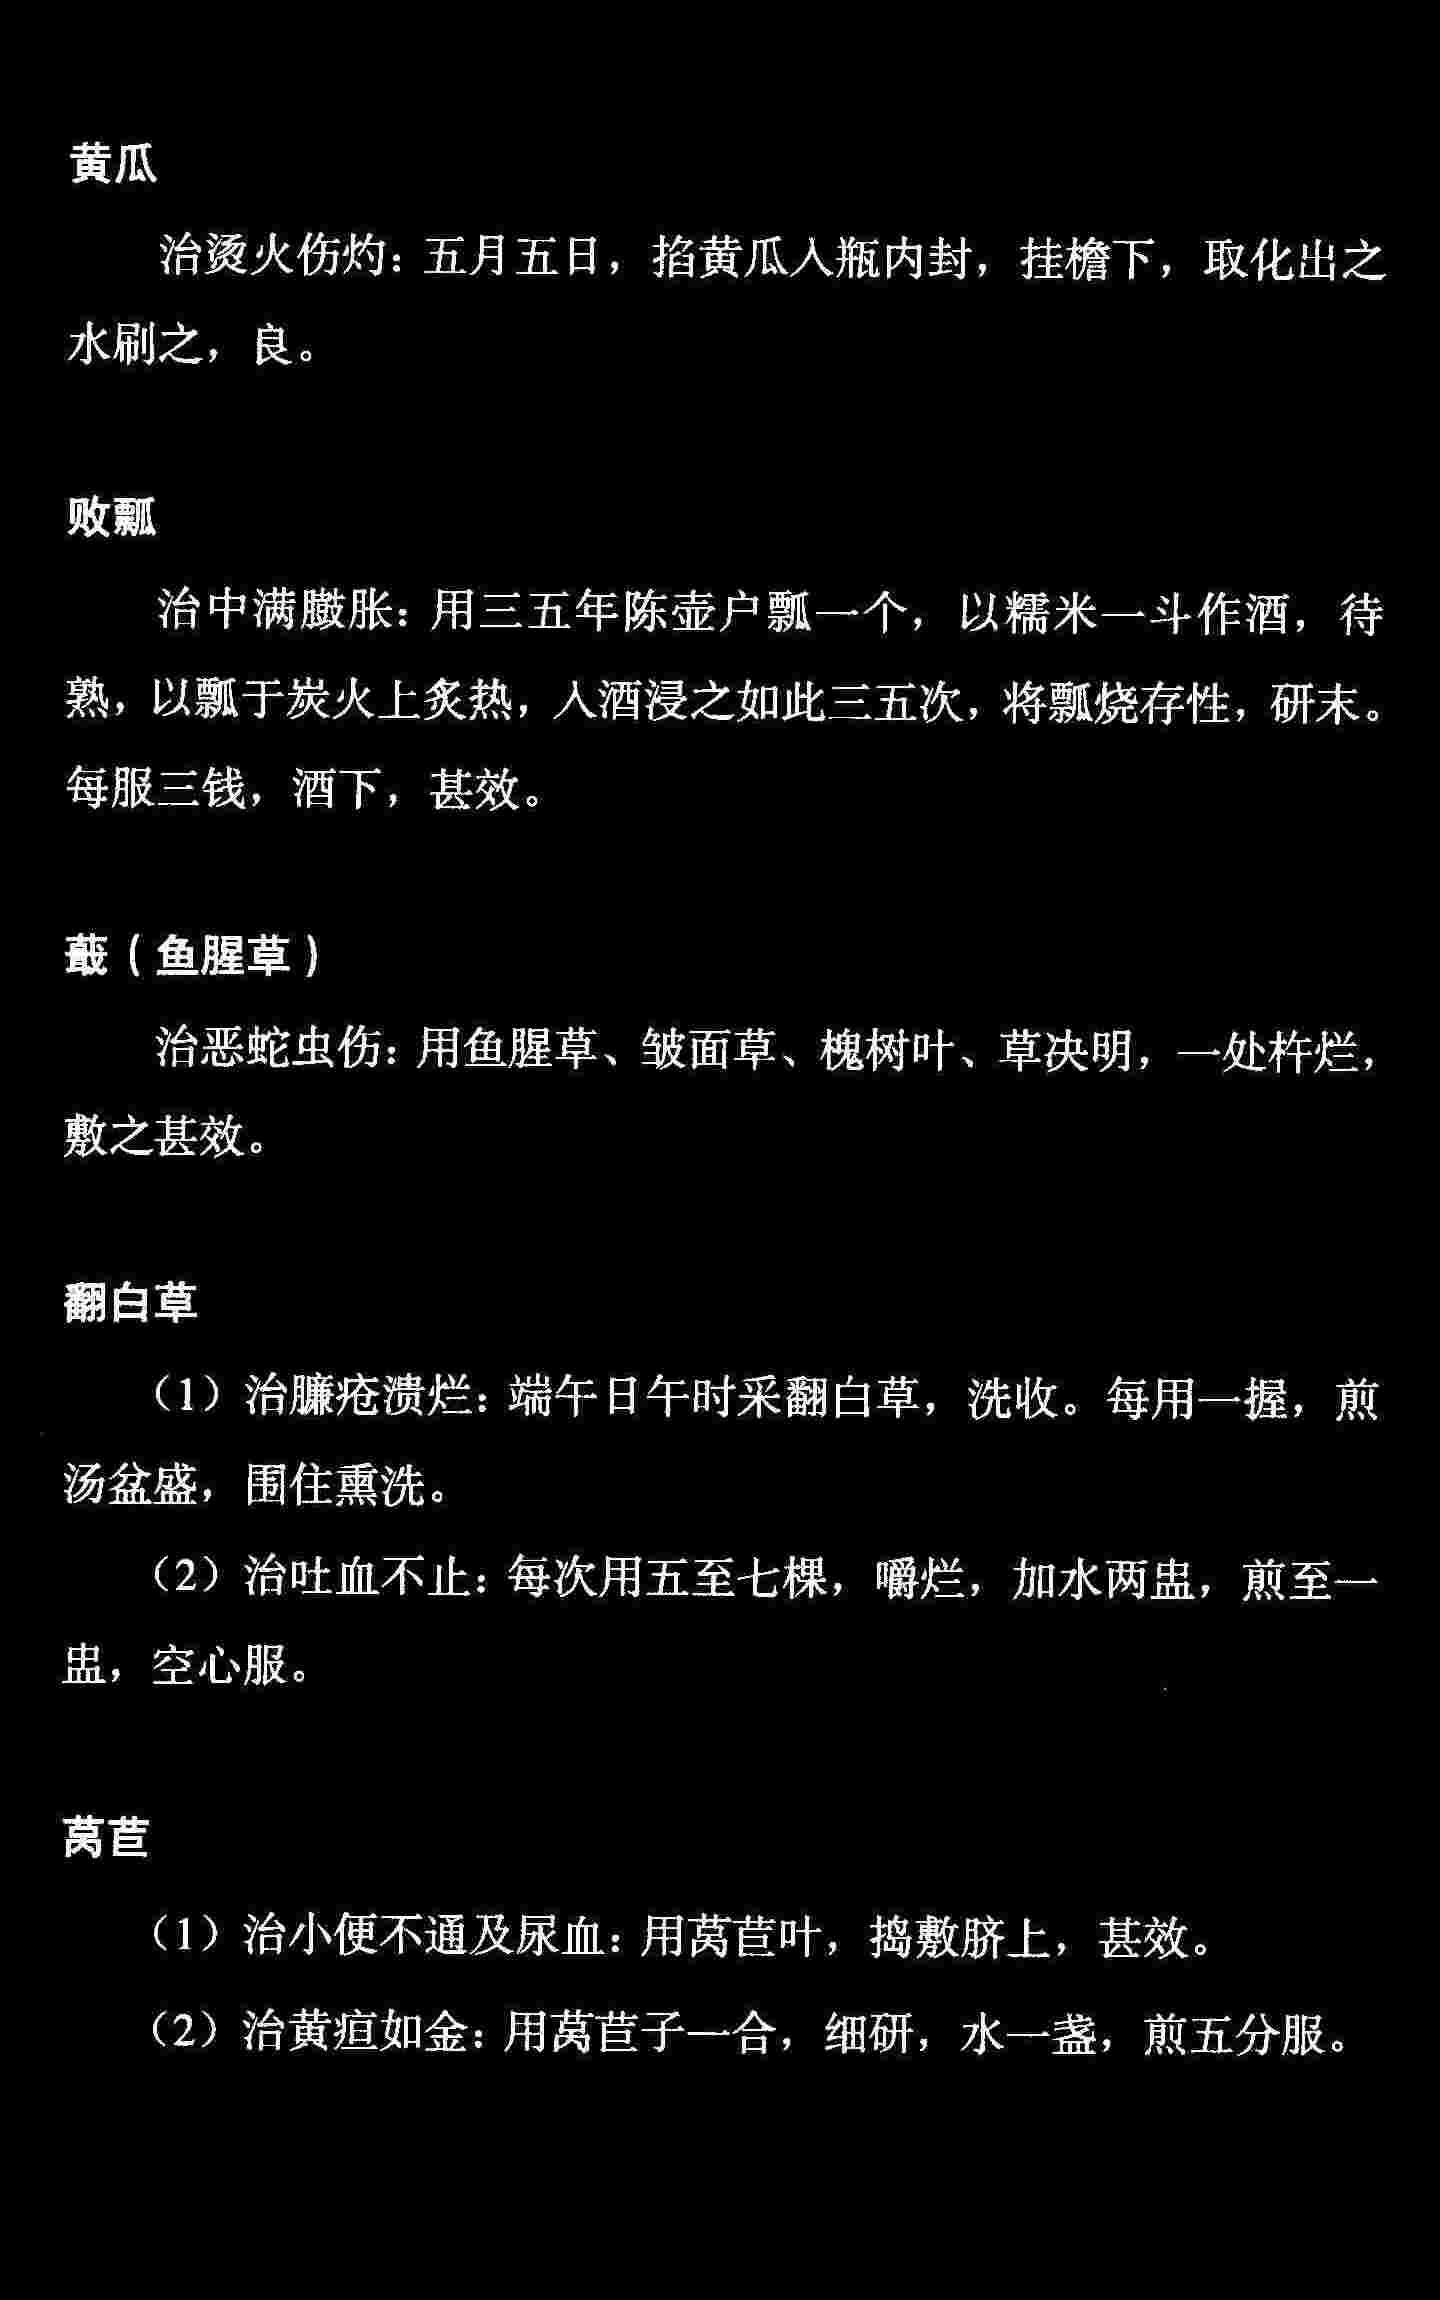 黄瓜
治烫火伤灼：五月五日，掐黄瓜入瓶内封，挂檐下，取化出之
水刷之，良。
败瓢
治中满臌胀：用三五年陈壶户瓢一个，以糯米一斗作酒，待
熟，以瓢于炭火上炙热，入酒浸之如此三五次，将瓢烧存性，研末。
每服三钱，酒下，甚效。
蕺（鱼腥草）
治恶蛇虫伤：用鱼腥草、皱面草、槐树叶、草决明，一处杵烂，
敷之甚效。
翻白草
（1）治臁疮溃烂：端午日午时采翻白草，洗收。每用一握，煎
汤盆盛，围住熏洗。
（2）治吐血不止：每次用五至七棵，嚼烂，加水两盅，煎至一
盅，空心服。
莴苣
（1）治小便不通及尿血：用莴苣叶，捣敷脐上，甚效。
（2）治黄疸如金：用莴苣子一合，细研，水一盏，煎五分服。